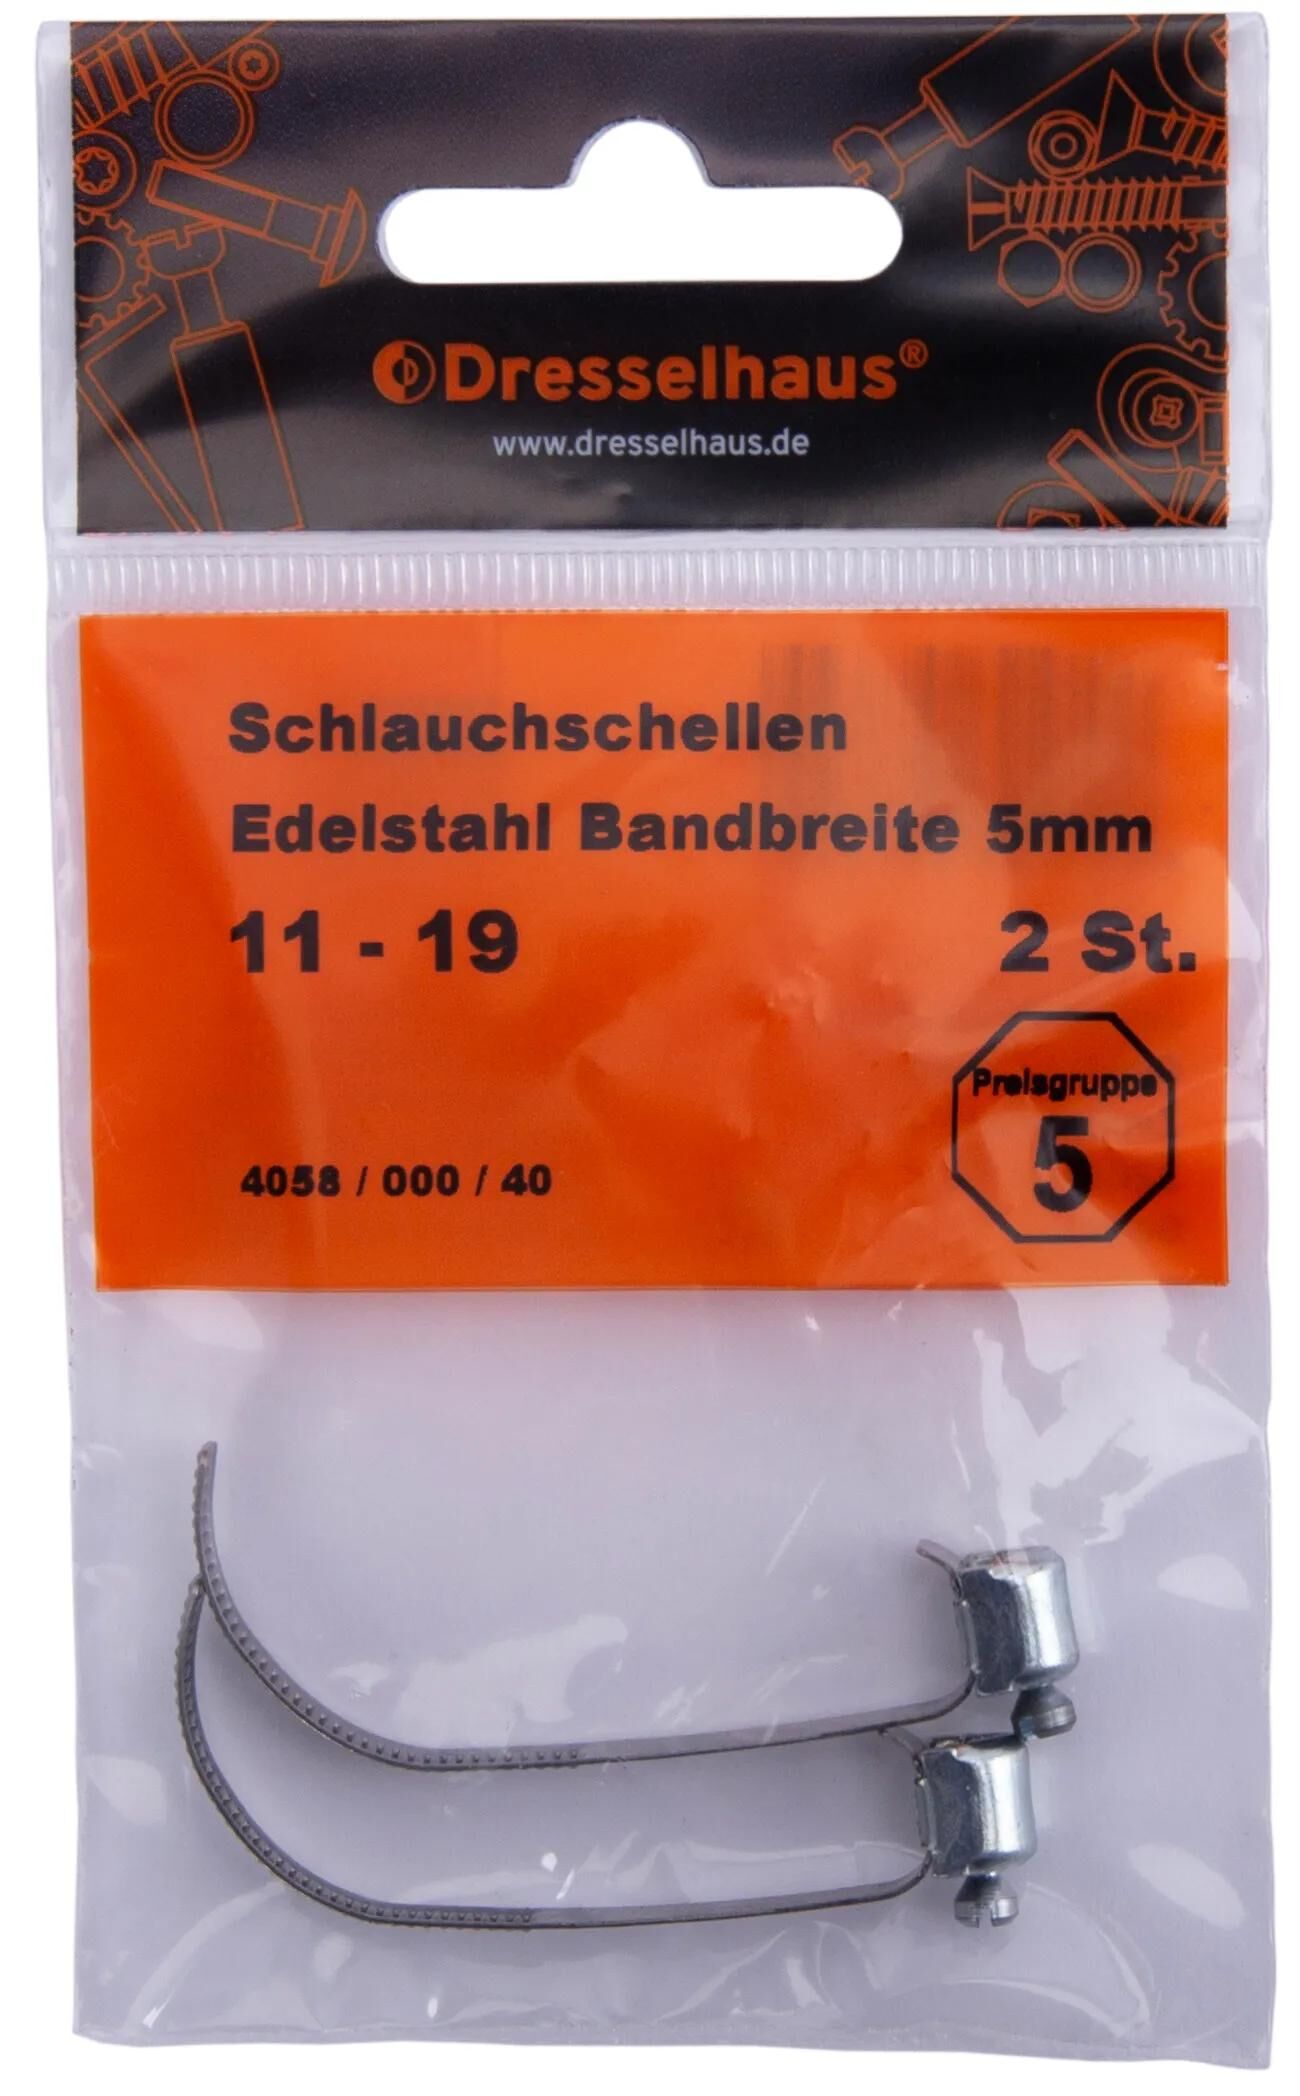 Dresselhaus®
www.dresselhaus.de
Schlauchschellen
Edelstahl Bandbreite 5mm
11 - 19 2 St.
Preisgruppe
5
4058 / 000 / 40